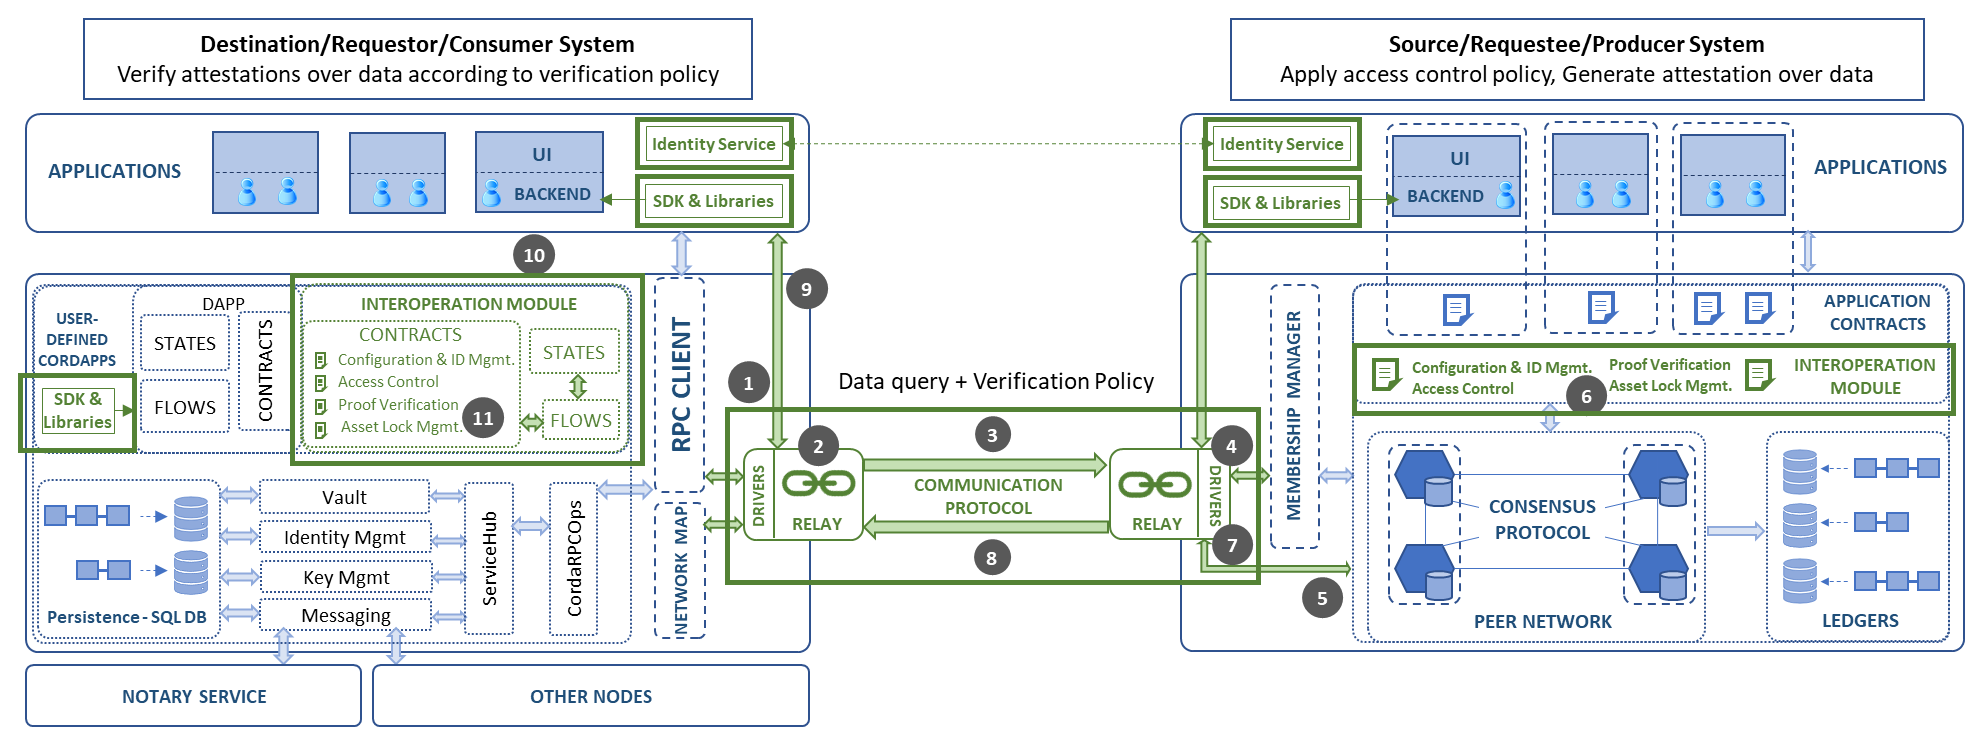 Destination/Requestor/Consumer System
Verify attestations over data according to verification policy
Source/Requestee/Producer System
Apply access control policy, Generate attestation over data
APPLICATIONS
UI
BACKEND
Identity Service
SDK & Libraries
Identity Service
SDK & Libraries
UI
BACKEND
APPLICATIONS
10
9
USER-
DEFINED
CORDAPPS
SDK &
Libraries
DAPP
STATES
FLOWS
CONTRACTS
INTEROPERATION MODULE
CONTRACTS
Configuration & ID Mgmt.
Access Control
Proof Verification
Asset Lock Mgmt.
11
STATES
FLOWS
RPC CLIENT
NETWORK MAP
1
Data query + Verification Policy
2
DRIVERS
RELAY
3
COMMUNICATION
PROTOCOL
8
4
RELAY
DRIVERS
7
5
MEMBERSHIP MANAGER
APPLICATION
CONTRACTS
Configuration & ID Mgmt.
Access Control
Proof Verification
Asset Lock Mgmt.
INTEROPERATION
MODULE
6
CONSENSUS
PROTOCOL
PEER NETWORK
LEDGERS
Persistence - SQL DB
Vault
Identity Mgmt
Key Mgmt
Messaging
ServiceHub
CordaRPCOps
NOTARY SERVICE
OTHER NODES